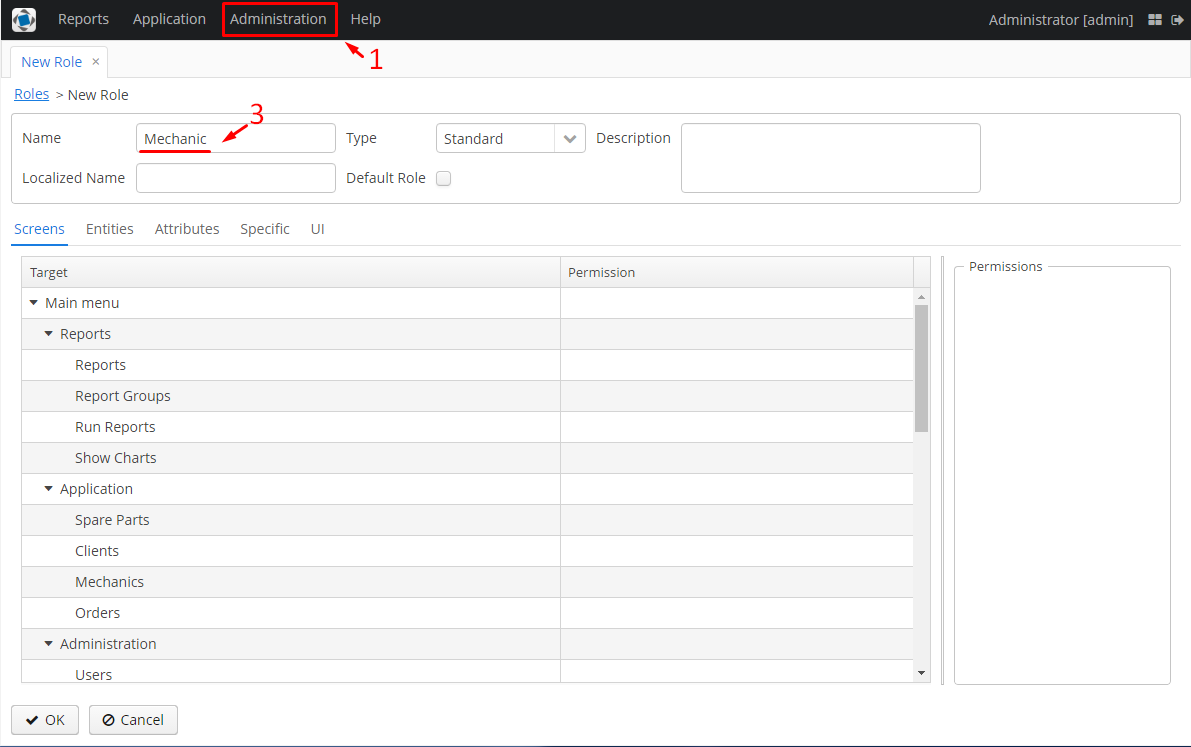 Reports Application Administration Help Administrator [admin]
1
New Role ×
Roles > New Role
3
Name Mechanic Type Standard Description
Localized Name Default Role
Screens Entities Attributes Specific UI
Target Permission Permissions
Main menu
Reports
Reports
Report Groups
Run Reports
Show Charts
Application
Spare Parts
Clients
Mechanics
Orders
Administration
Users
OK Cancel